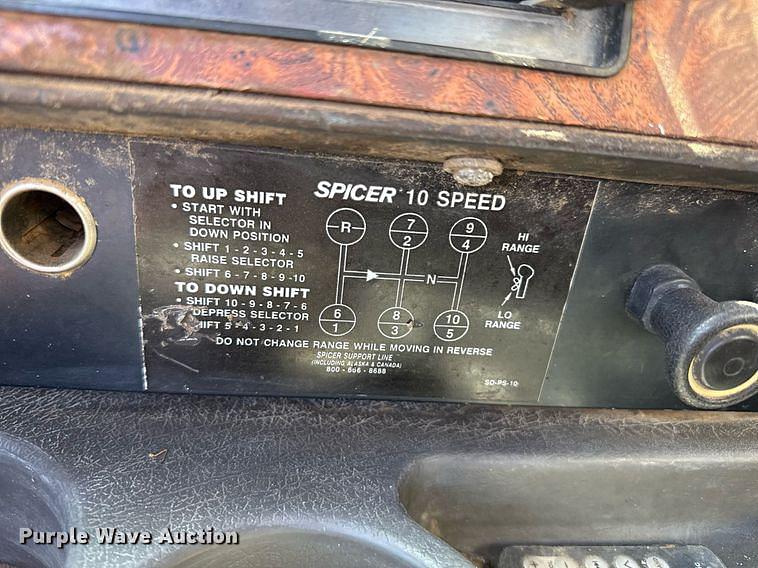 SPICER 10 SPEED
TO UP SHIFT
• START WITH
SELECTOR IN
DOWN POSITION
• SHIFT 1 - 2 - 3 - 4 - 5
RAISE SELECTOR
• SHIFT 6 - 7 - 8 - 9 -10
TO DOWN SHIFT
• SHIFT 10 - 9 - 8 - 7 - 6
DEPRESS SELECTOR
SHIFT 5 - 4 - 3 - 2 - 1
R
7
2
9
4
N
6
1
8
3
10
5
HI
RANGE
LO
RANGE
DO NOT CHANGE RANGE WHILE MOVING IN REVERSE
SPICER SUPPORT LINE
(INCLUDING ALASKA & CANADA)
800 - 666 - 8688
SD-PS-10
Purple Wave Auction